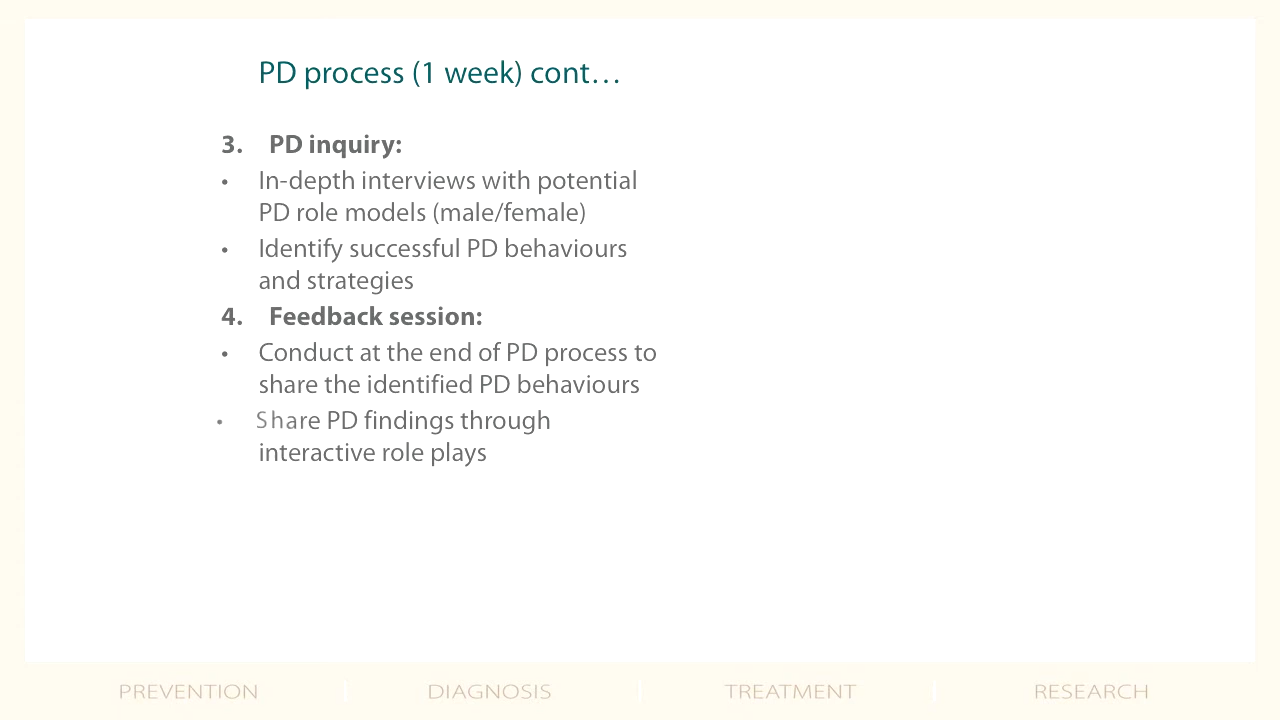 PD process (1 week) cont…
3. PD inquiry:
• In-depth interviews with potential
PD role models (male/female)
• Identify successful PD behaviours
and strategies
4. Feedback session:
• Conduct at the end of PD process to
share the identified PD behaviours
• Share PD findings through
interactive role plays
PREVENTION | DIAGNOSIS | TREATMENT | RESEARCH